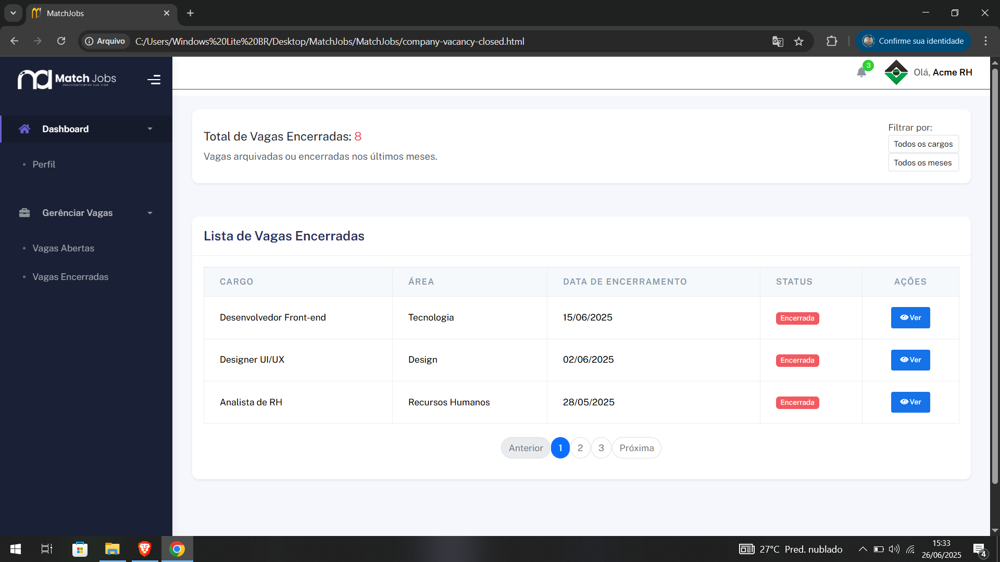 MatchJobs
Arquivo
C:/Users/Windows%20Lite%20BR/Desktop/MatchJobs/MatchJobs/company-vacancy-closed.html
Confirme sua identidade
Match Jobs
descomplicando sua vida
3
Olá, Acme RH
Dashboard
Perfil
Gerênciar Vagas
Vagas Abertas
Vagas Encerradas
Total de Vagas Encerradas: 8
Vagas arquivadas ou encerradas nos últimos meses.
Filtrar por:
Todos os cargos
Todos os meses
Lista de Vagas Encerradas
CARGO ÁREA DATA DE ENCERRAMENTO STATUS AÇÕES
Desenvolvedor Front-end Tecnologia 15/06/2025 Encerrada Ver
Designer UI/UX Design 02/06/2025 Encerrada Ver
Analista de RH Recursos Humanos 28/05/2025 Encerrada Ver
Anterior 1 2 3 Próxima
27°C Pred. nublado
15:33
26/06/2025
4